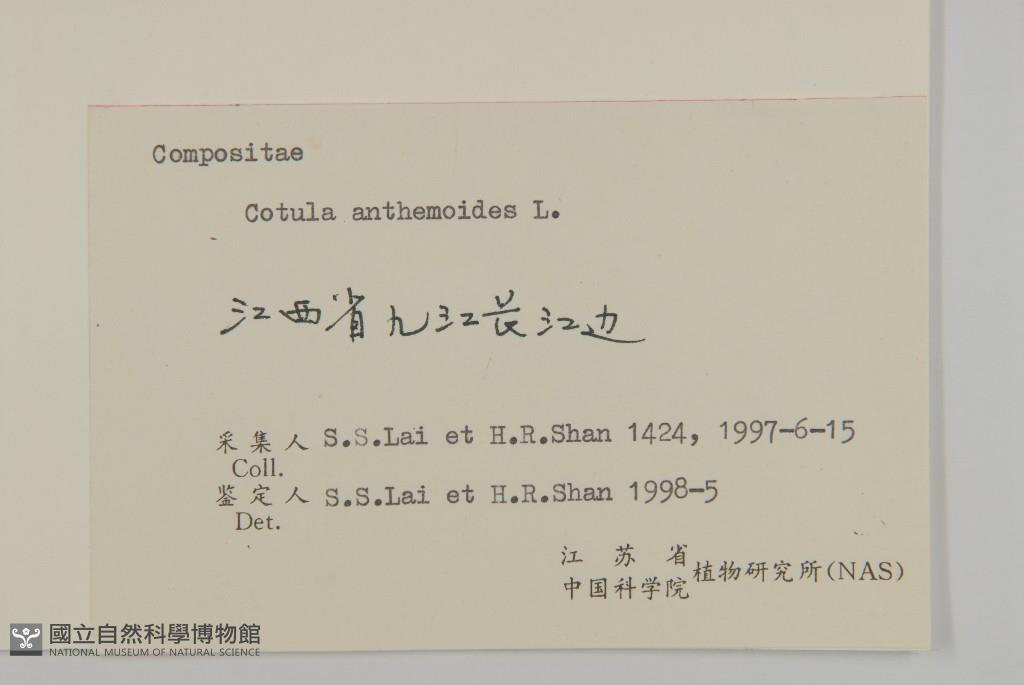 Compositae
Cotula anthemoides L.
江西省九江长江边
采集人 S.S.Lai et H.R.Shan 1424, 1997-6-15
Coll.
鉴定人 S.S.Lai et H.R.Shan 1998-5
Det.
江苏省
中国科学院 植物研究所(NAS)
國立自然科學博物館
NATIONAL MUSEUM OF NATURAL SCIENCE